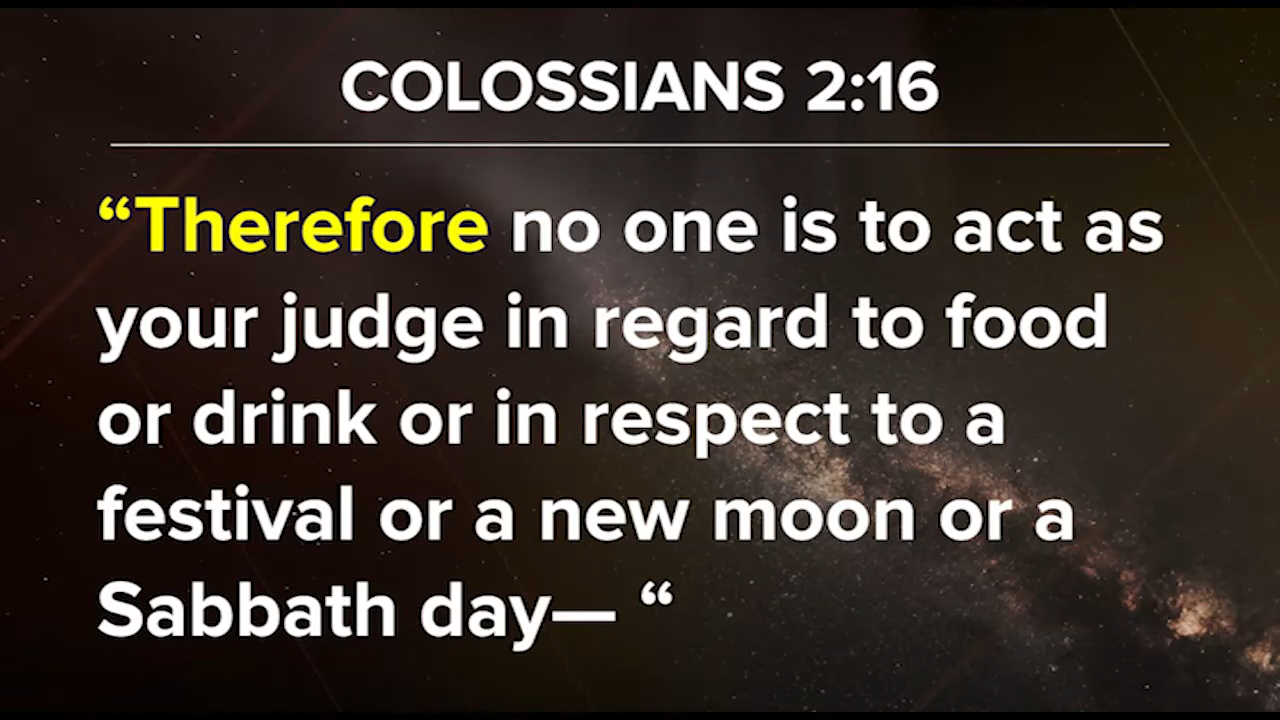 COLOSSIANS 2:16
“Therefore no one is to act as
your judge in regard to food
or drink or in respect to a
festival or a new moon or a
Sabbath day— “